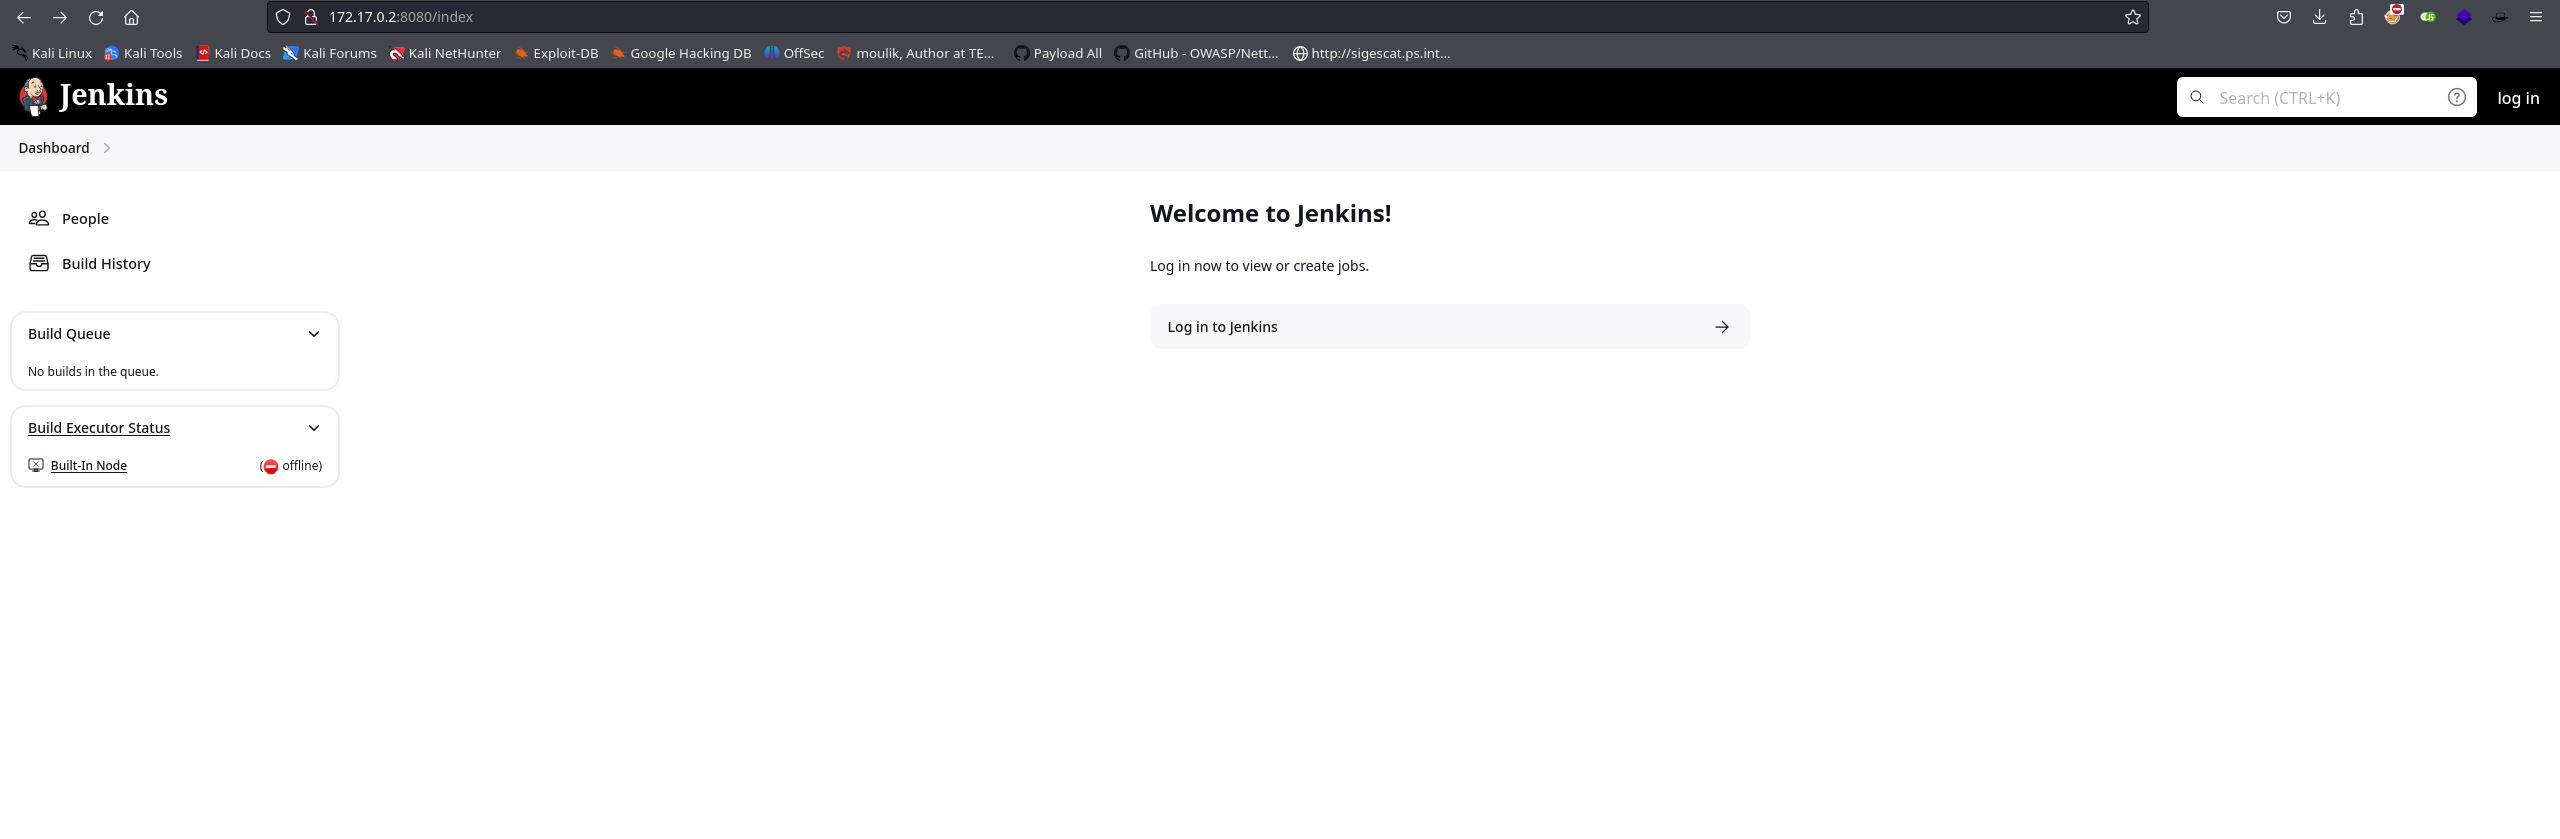 172.17.0.2:8080/index
Kali Linux Kali Tools Kali Docs Kali Forums Kali NetHunter Exploit-DB Google Hacking DB OffSec moulik, Author at TE... Payload All GitHub - OWASP/Nett... http://sigescat.ps.int...
Jenkins Search (CTRL+K) log in
Dashboard
People
Build History
Build Queue
No builds in the queue.
Build Executor Status
Built-In Node (offline)
Welcome to Jenkins!
Log in now to view or create jobs.
Log in to Jenkins